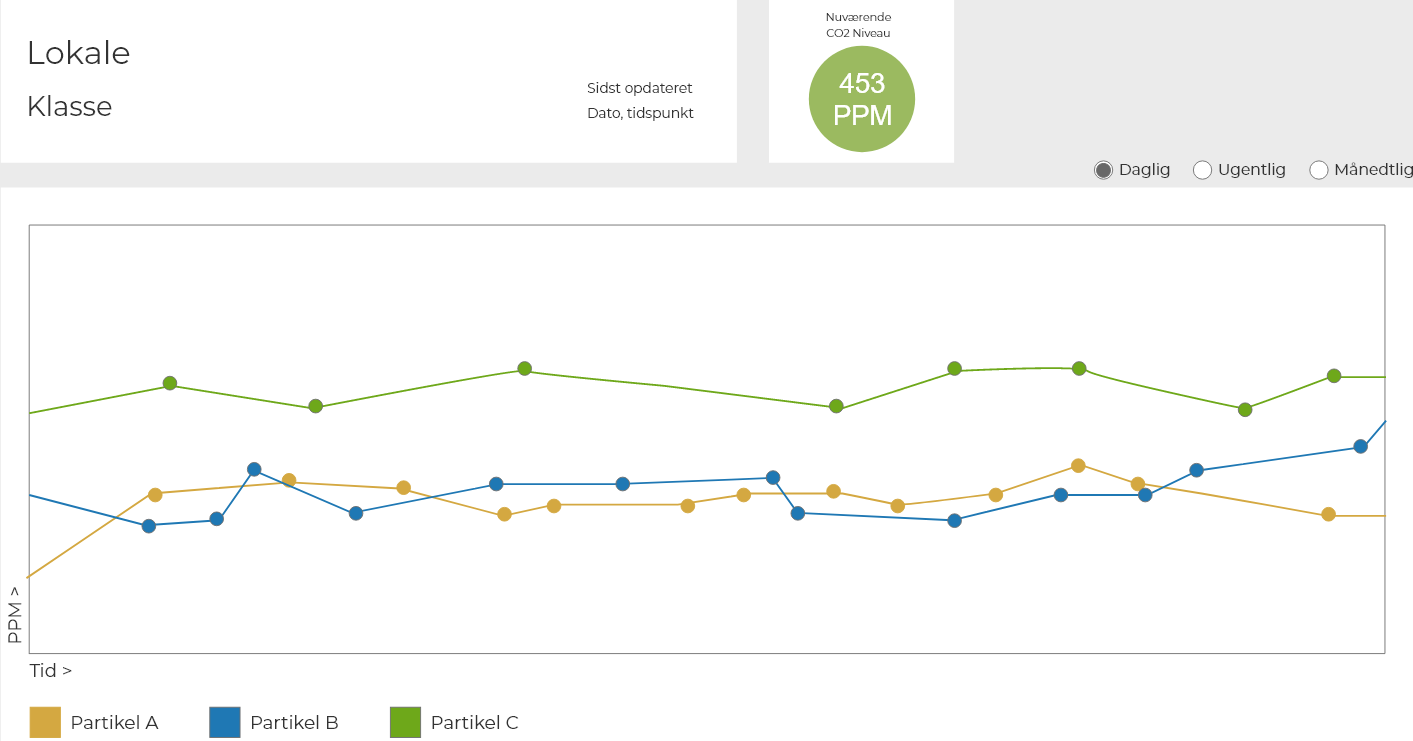 Lokale
Klasse
Sidst opdateret
Dato, tidspunkt
Nuværende
CO2 Niveau
453
PPM
Daglig
Ugentlig
Månedtlig
PPM >
Tid >
Partikel A
Partikel B
Partikel C